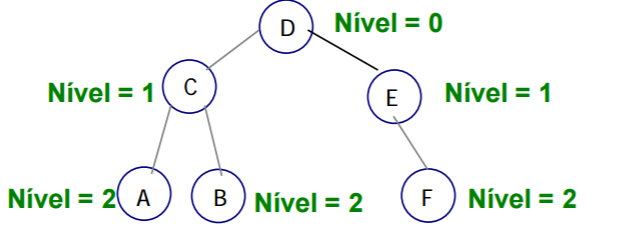 D Nível = 0
Nível = 1 C E Nível = 1
Nível = 2 A B Nível = 2 F Nível = 2